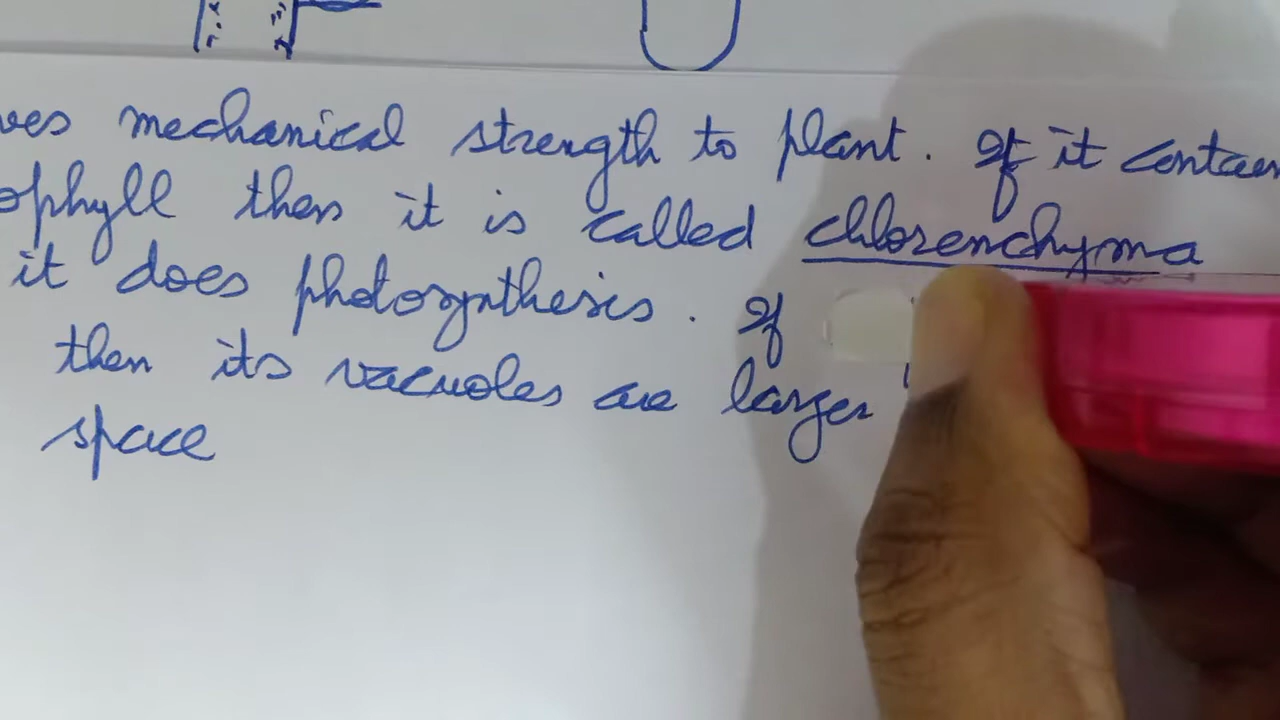 ves mechanical strength to plant. If it contain
ophyll then it is called chlorenchyma
it does photosynthesis. If
then its vacuoles are larger
space